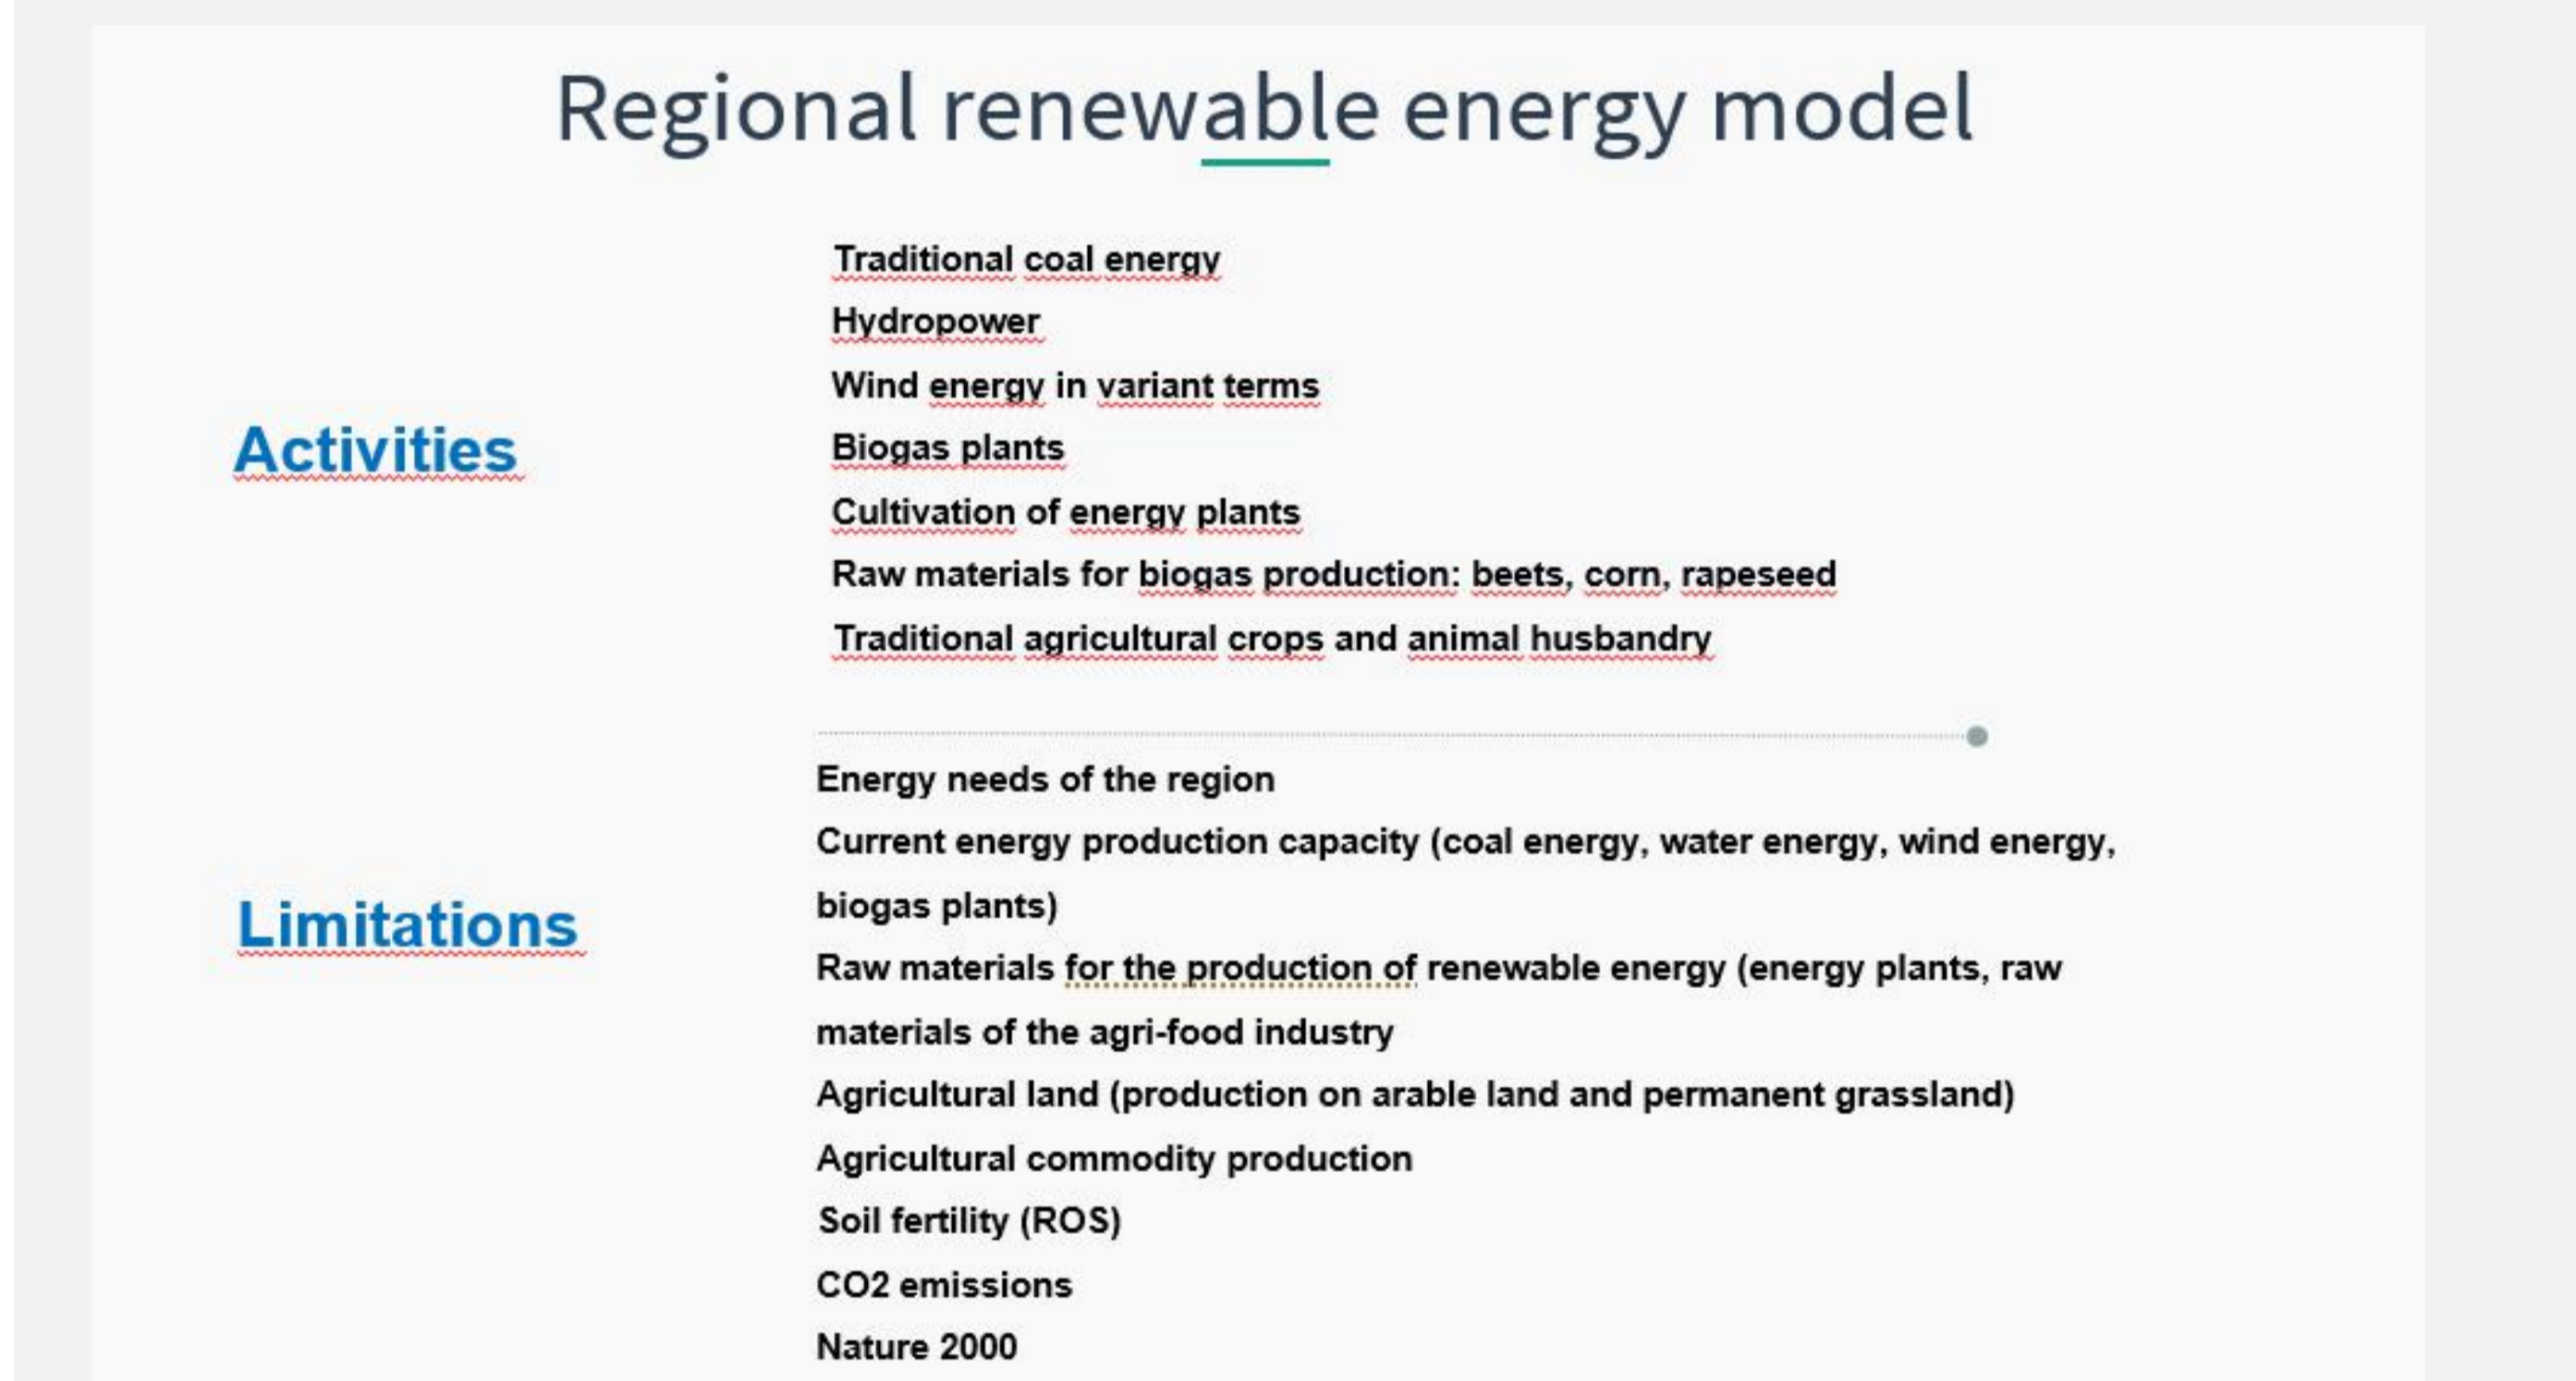 Regional renewable energy model
Activities
Traditional coal energy
Hydropower
Wind energy in variant terms
Biogas plants
Cultivation of energy plants
Raw materials for biogas production: beets, corn, rapeseed
Traditional agricultural crops and animal husbandry
Limitations
Energy needs of the region
Current energy production capacity (coal energy, water energy, wind energy,
biogas plants)
Raw materials for the production of renewable energy (energy plants, raw
materials of the agri-food industry
Agricultural land (production on arable land and permanent grassland)
Agricultural commodity production
Soil fertility (ROS)
CO2 emissions
Nature 2000